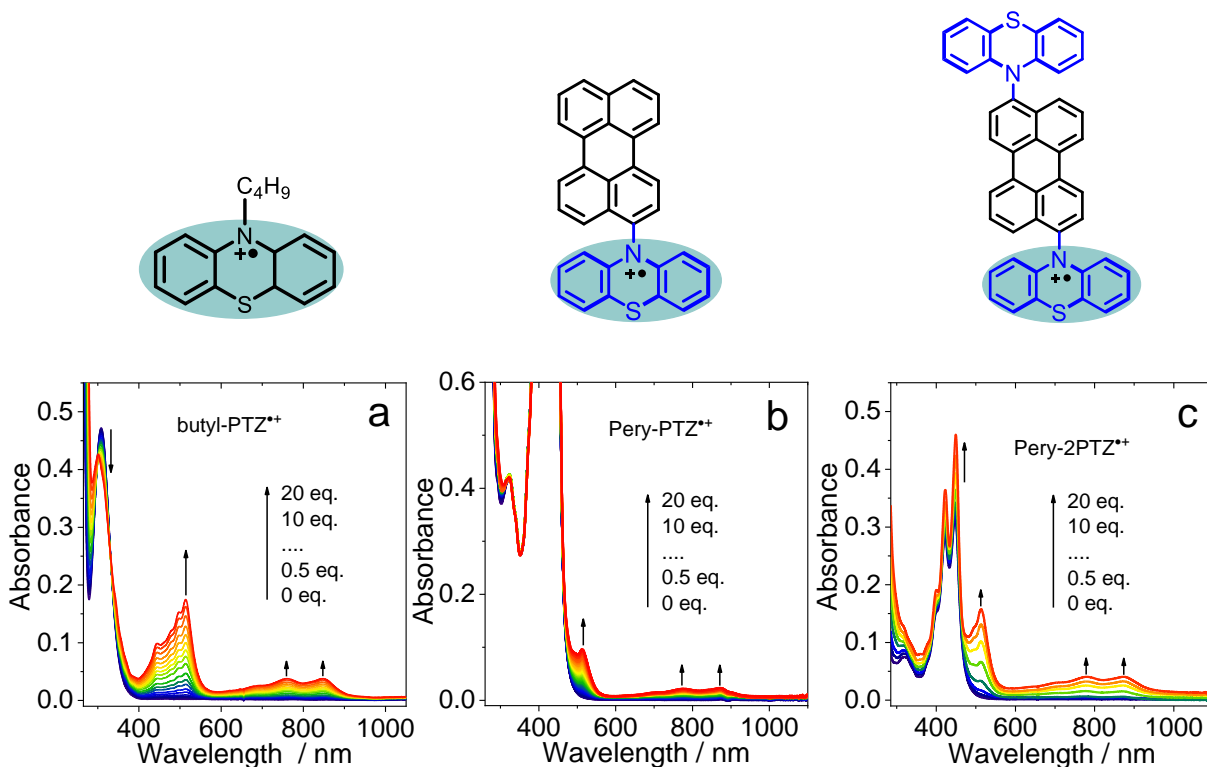 C₄H₉
N
+•
S
N
+•
S
S
N
N
+•
S
a
butyl-PTZ•+
20 eq.
10 eq.
....
0.5 eq.
0 eq.
0.5
0.4
0.3
0.2
0.1
0.0
Absorbance
400 600 800 1000
Wavelength / nm
b
Pery-PTZ•+
20 eq.
10 eq.
....
0.5 eq.
0 eq.
0.6
0.4
0.2
0.0
Absorbance
400 600 800 1000
Wavelength / nm
c
Pery-2PTZ•+
20 eq.
10 eq.
....
0.5 eq.
0 eq.
0.5
0.4
0.3
0.2
0.1
0.0
Absorbance
400 600 800 1000
Wavelength / nm